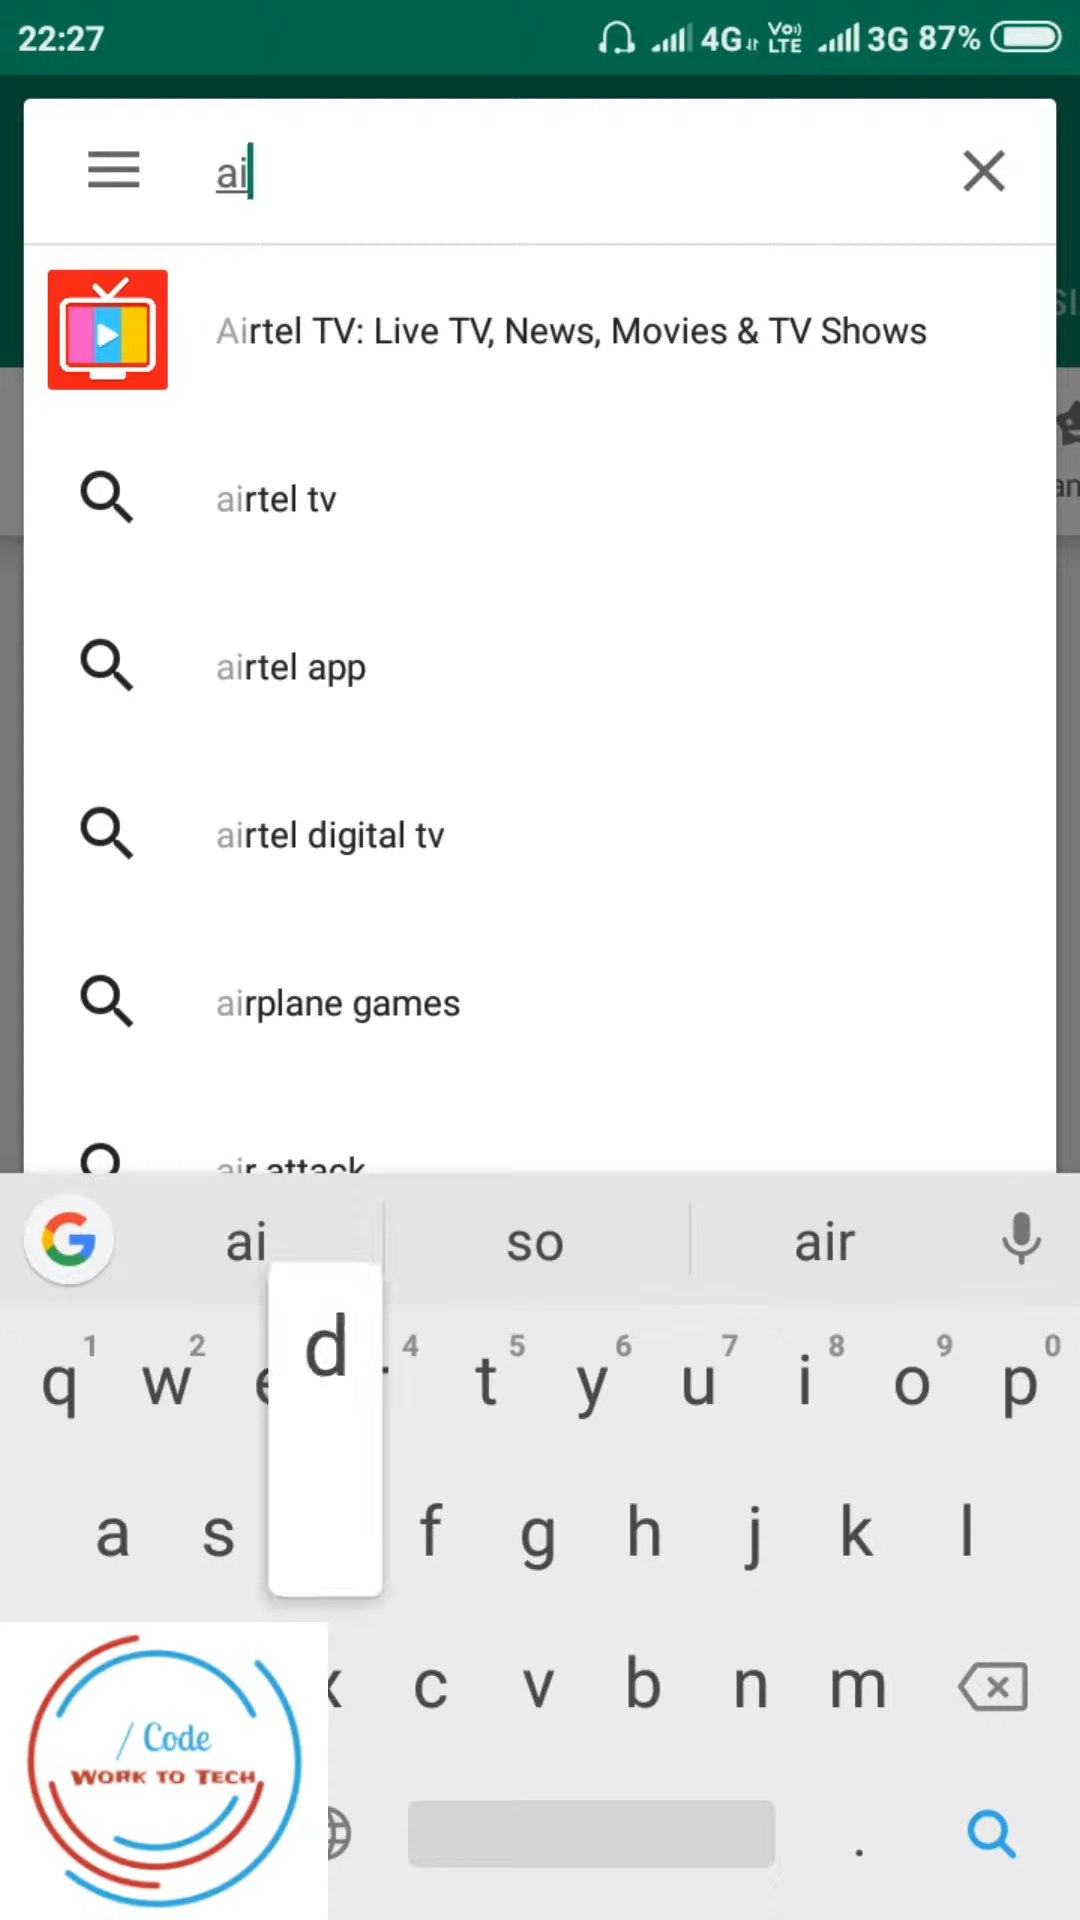 22:27 4G VoLTE 3G 87%
ai
Airtel TV: Live TV, News, Movies & TV Shows
airtel tv
airtel app
airtel digital tv
airplane games
air attack
ai so air
1 2 4 5 6 7 8 9 0
q w e d t y u i o p
a s f g h j k l
x c v b n m
/ Code
WORK TO TECH
.